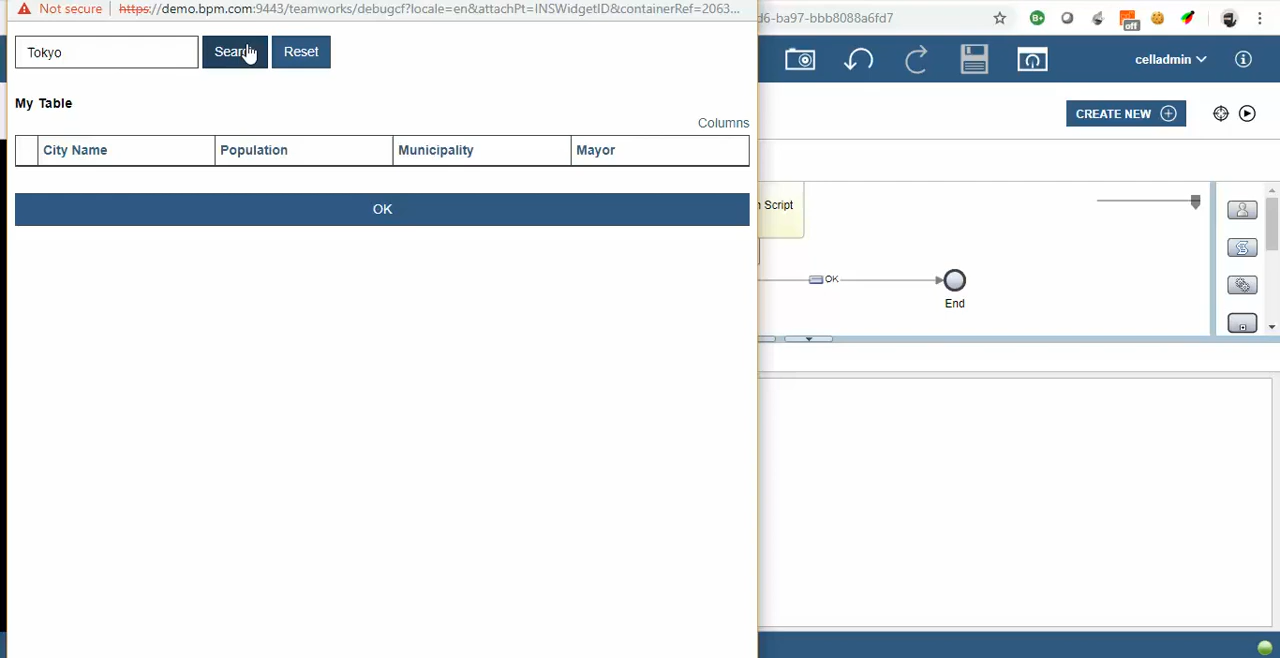 Not secure https://demo.bpm.com:9443/teamworks/debugcf?locale=en&attachPt=INSWidgetID&containerRef=2063...
d6-ba97-bbb8088a6fd7
off
Tokyo
Search
Reset
celladmin
CREATE NEW
My Table
Columns
City Name Population Municipality Mayor
OK
n Script
OK
End